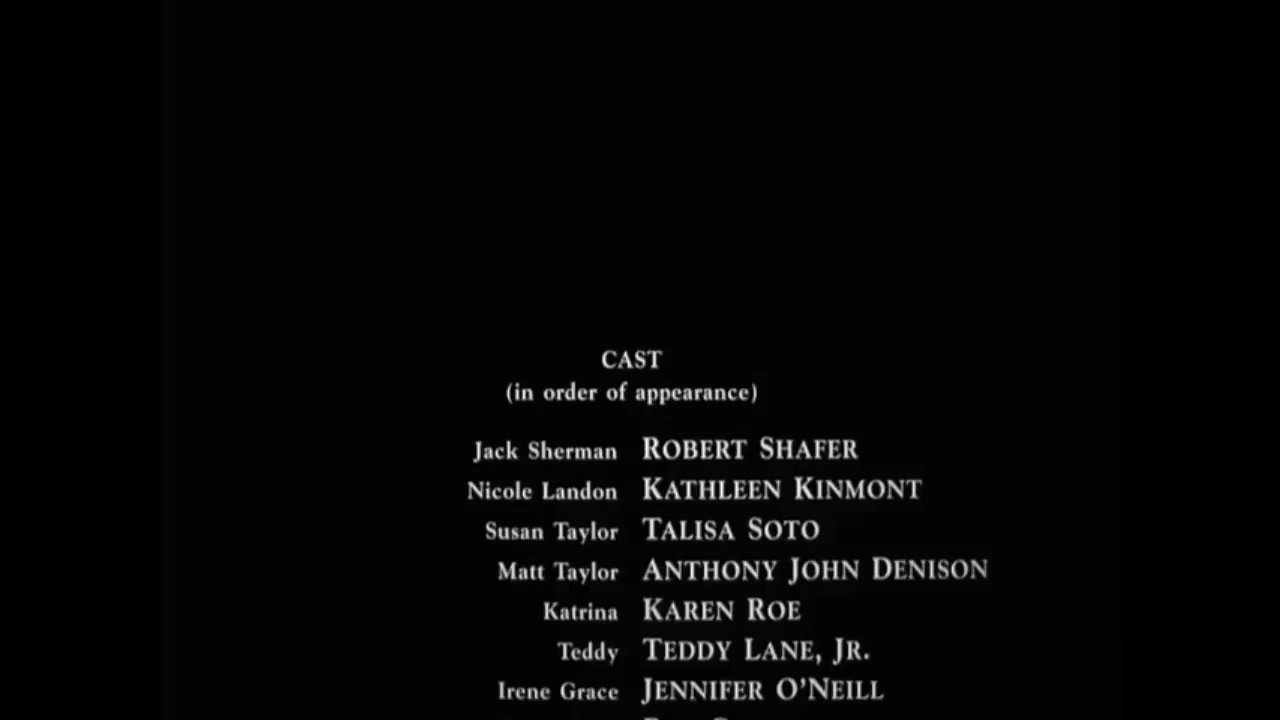 CAST
(in order of appearance)
Jack Sherman ROBERT SHAFER
Nicole Landon KATHLEEN KINMONT
Susan Taylor TALISA SOTO
Matt Taylor ANTHONY JOHN DENISON
Katrina KAREN ROE
Teddy TEDDY LANE, JR.
Irene Grace JENNIFER O'NEILL